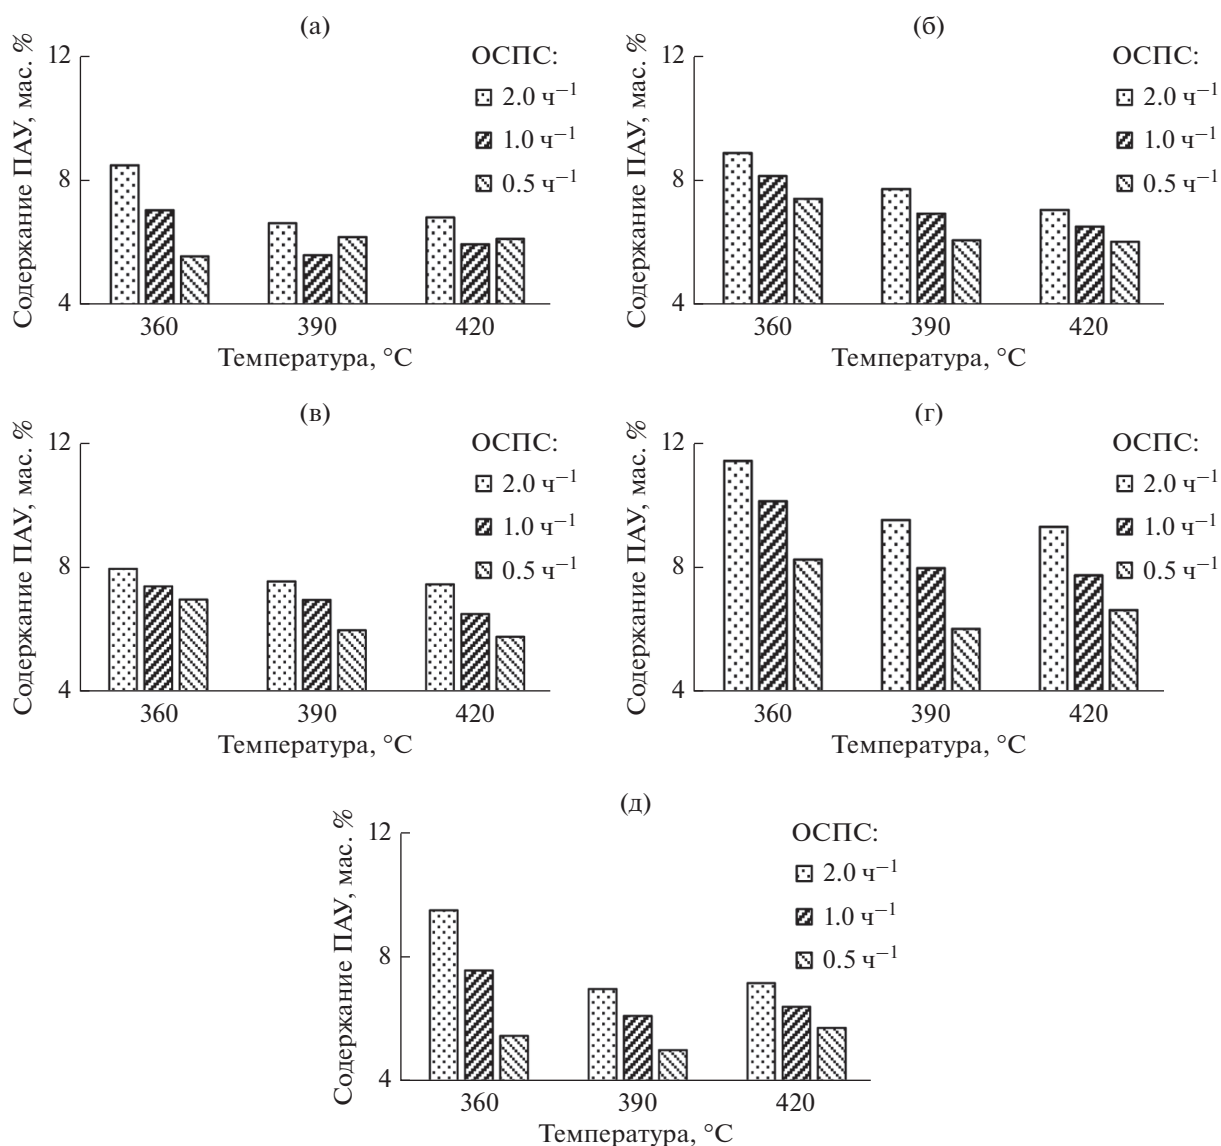 (а)
Содержание ПАУ, мас. %
12
8
4
ОСПС:
2.0 ч⁻¹
1.0 ч⁻¹
0.5 ч⁻¹
360 390 420
Температура, °C
(б)
Содержание ПАУ, мас. %
12
8
4
ОСПС:
2.0 ч⁻¹
1.0 ч⁻¹
0.5 ч⁻¹
360 390 420
Температура, °C
(в)
Содержание ПАУ, мас. %
12
8
4
ОСПС:
2.0 ч⁻¹
1.0 ч⁻¹
0.5 ч⁻¹
360 390 420
Температура, °C
(г)
Содержание ПАУ, мас. %
12
8
4
ОСПС:
2.0 ч⁻¹
1.0 ч⁻¹
0.5 ч⁻¹
360 390 420
Температура, °C
(д)
Содержание ПАУ, мас. %
12
8
4
ОСПС:
2.0 ч⁻¹
1.0 ч⁻¹
0.5 ч⁻¹
360 390 420
Температура, °C